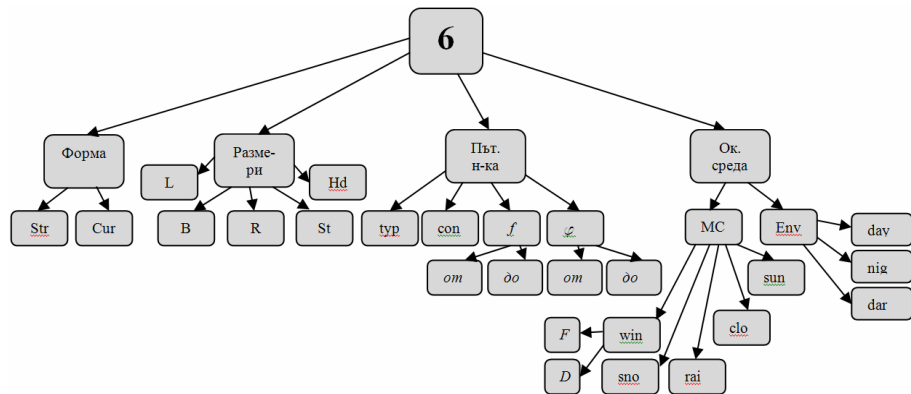 6
Форма
Разме-
ри
Път.
н-ка
Ок.
среда
L
Hd
Str
Cur
B
R
St
typ
con
f
φ
MC
Env
day
nig
dar
от
до
от
до
sun
clo
F
win
D
sno
rai